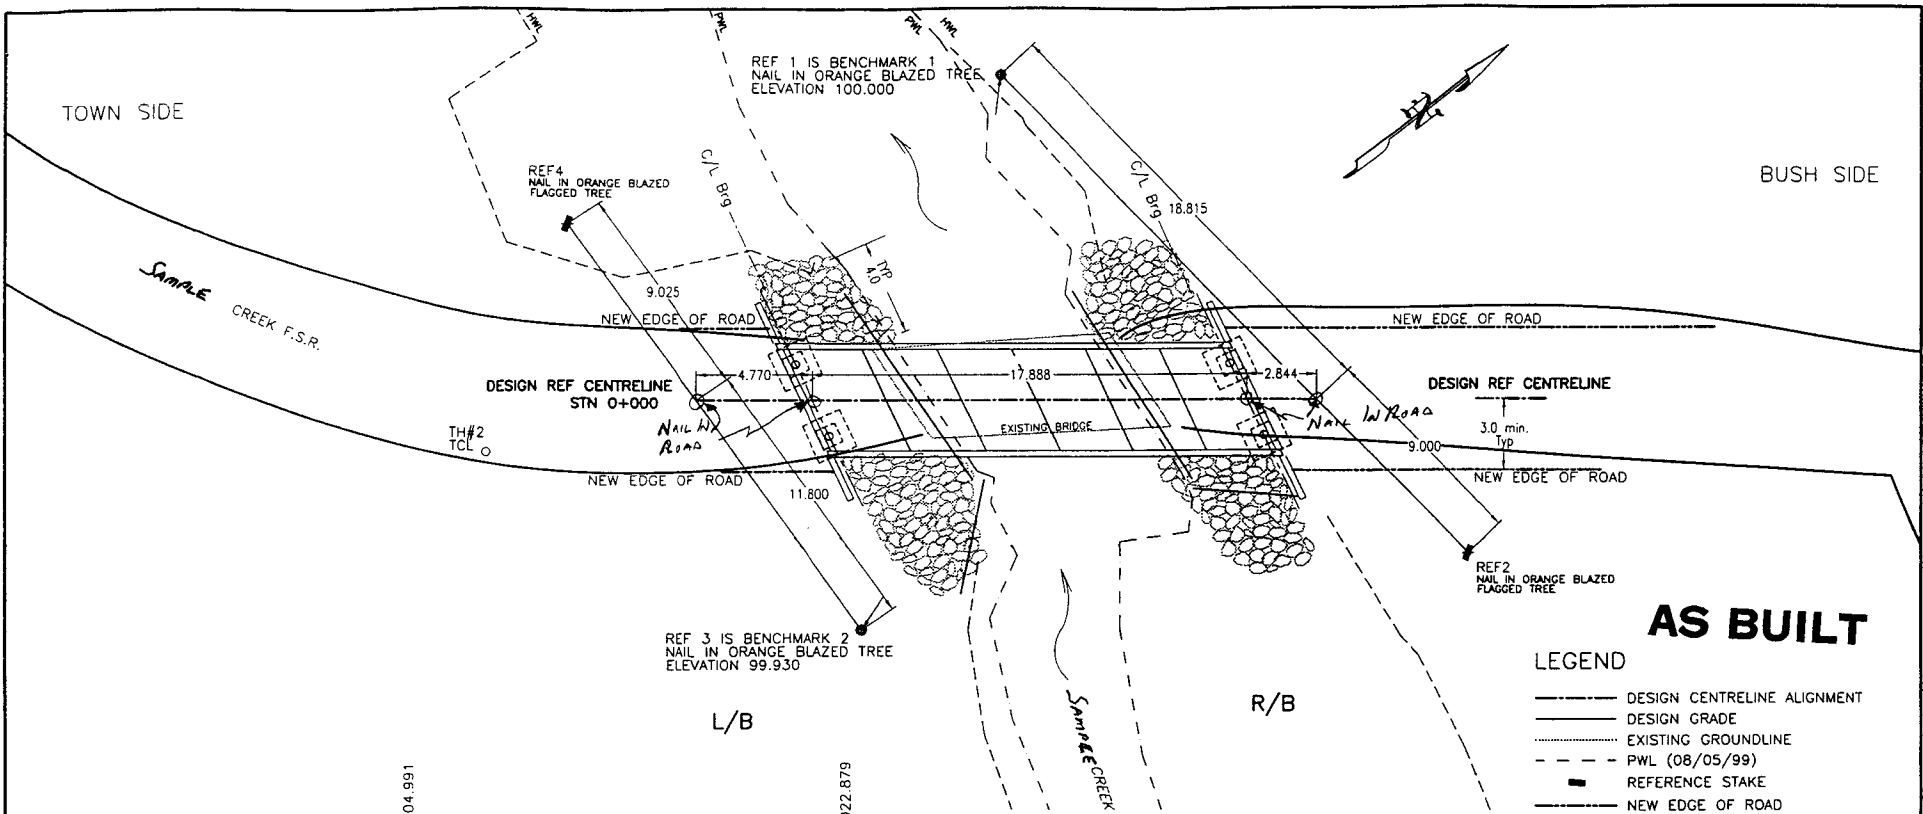 HWL
PWL
PWL
HWL
REF 1 IS BENCHMARK 1
NAIL IN ORANGE BLAZED TREE
ELEVATION 100.000
TOWN SIDE
N
BUSH SIDE
REF4
NAIL IN ORANGE BLAZED
FLAGGED TREE
C/L Brg
C/L Brg
18.815
TYP
4.0
9.025
SAMPLE CREEK F.S.R.
NEW EDGE OF ROAD
NEW EDGE OF ROAD
DESIGN REF CENTRELINE
STN 0+000
4.770
17.888
2.844
DESIGN REF CENTRELINE
NAIL IN
ROAD
NAIL IN ROAD
3.0 min.
Typ
EXISTING BRIDGE
TH#2
TCL
9.000
NEW EDGE OF ROAD
NEW EDGE OF ROAD
11.800
REF2
NAIL IN ORANGE BLAZED
FLAGGED TREE
REF 3 IS BENCHMARK 2
NAIL IN ORANGE BLAZED TREE
ELEVATION 99.930
AS BUILT
L/B
R/B
SAMPLE CREEK
LEGEND
DESIGN CENTRELINE ALIGNMENT
DESIGN GRADE
EXISTING GROUNDLINE
PWL (08/05/99)
REFERENCE STAKE
NEW EDGE OF ROAD
04.991
022.879